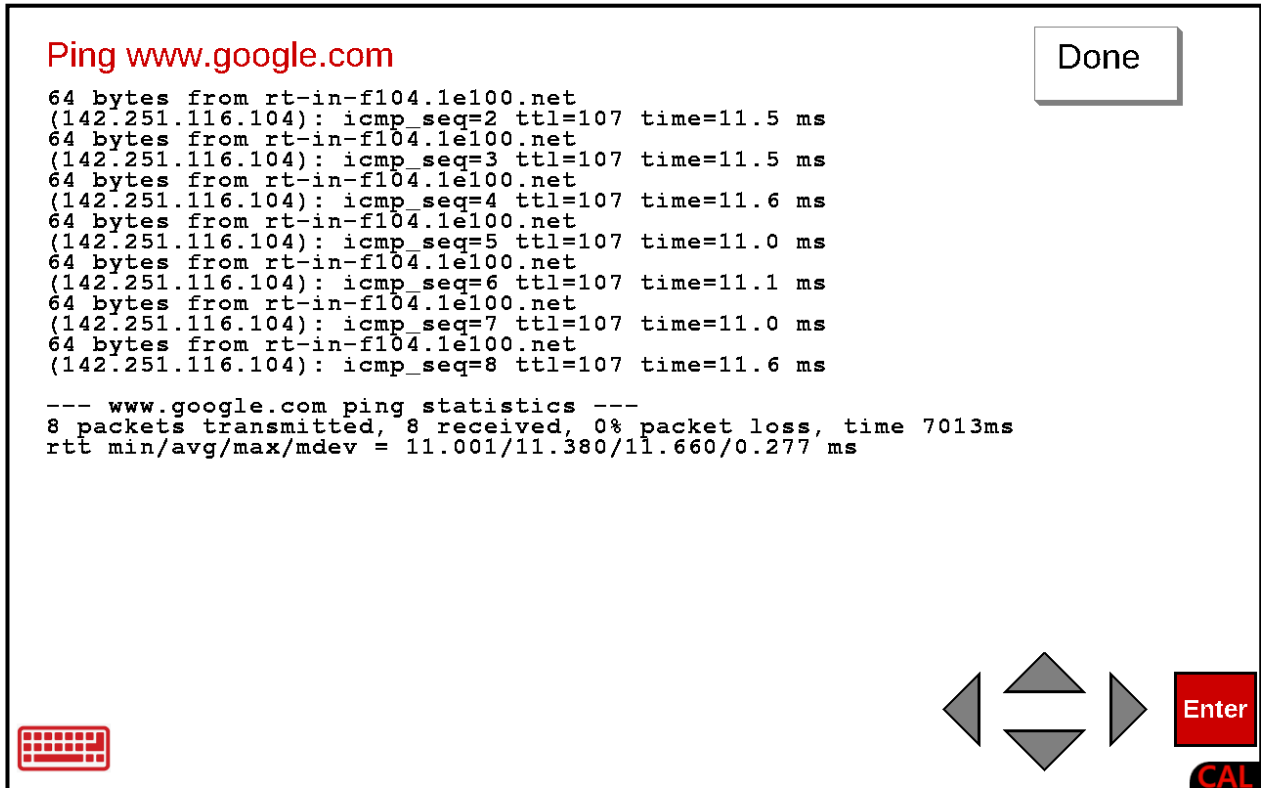 Ping www.google.com
Done
64 bytes from rt-in-f104.1e100.net
(142.251.116.104): icmp_seq=2 ttl=107 time=11.5 ms
64 bytes from rt-in-f104.1e100.net
(142.251.116.104): icmp_seq=3 ttl=107 time=11.5 ms
64 bytes from rt-in-f104.1e100.net
(142.251.116.104): icmp_seq=4 ttl=107 time=11.6 ms
64 bytes from rt-in-f104.1e100.net
(142.251.116.104): icmp_seq=5 ttl=107 time=11.0 ms
64 bytes from rt-in-f104.1e100.net
(142.251.116.104): icmp_seq=6 ttl=107 time=11.1 ms
64 bytes from rt-in-f104.1e100.net
(142.251.116.104): icmp_seq=7 ttl=107 time=11.0 ms
64 bytes from rt-in-f104.1e100.net
(142.251.116.104): icmp_seq=8 ttl=107 time=11.6 ms
--- www.google.com ping statistics ---
8 packets transmitted, 8 received, 0% packet loss, time 7013ms
rtt min/avg/max/mdev = 11.001/11.380/11.660/0.277 ms
Enter
CAL